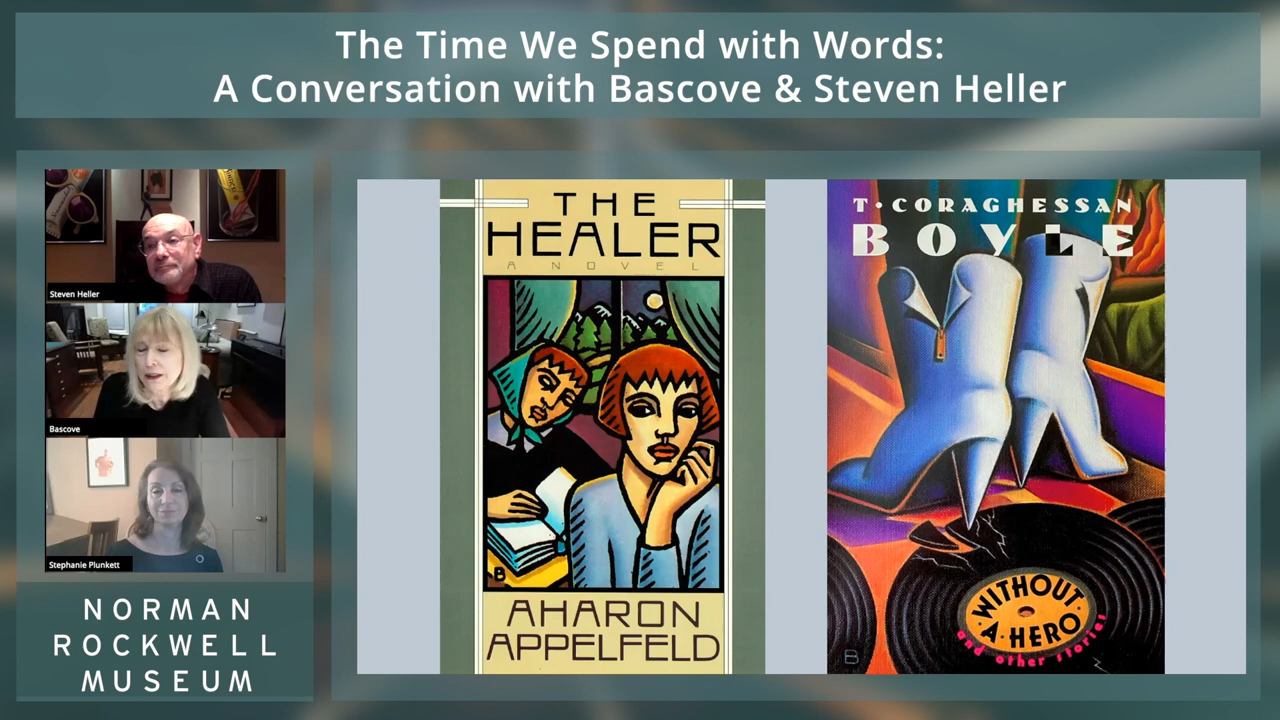 The Time We Spend with Words:
A Conversation with Bascove & Steven Heller
Steven Heller
Bascove
Stephanie Plunkett
NORMAN
ROCKWELL
MUSEUM
THE
HEALER
A NOVEL
B
AHARON
APPELFELD
T • CORAGHESSAN
BOYLE
WITHOUT
• A • HERO
and other stories
B